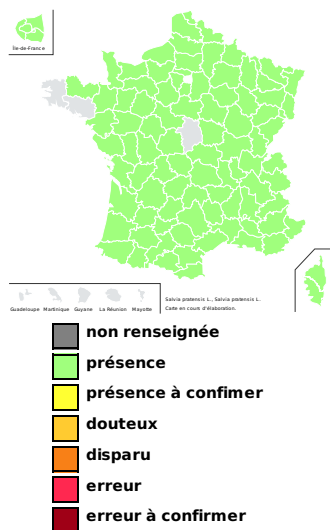 Île-de-France
Guadeloupe Martinique Guyane La Réunion Mayotte
Salvia pratensis L., Salvia pratensis L.
Carte en cours d'élaboration.
non renseignée
présence
présence à confimer
douteux
disparu
erreur
erreur à confirmer